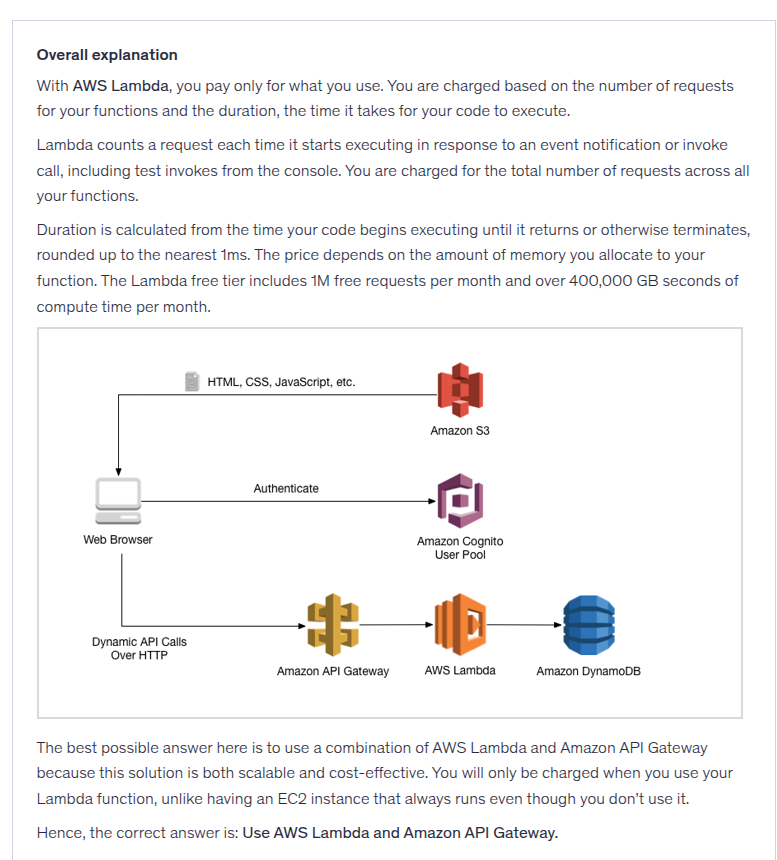 Overall explanation
With AWS Lambda, you pay only for what you use. You are charged based on the number of requests
for your functions and the duration, the time it takes for your code to execute.
Lambda counts a request each time it starts executing in response to an event notification or invoke
call, including test invokes from the console. You are charged for the total number of requests across all
your functions.
Duration is calculated from the time your code begins executing until it returns or otherwise terminates,
rounded up to the nearest 1ms. The price depends on the amount of memory you allocate to your
function. The Lambda free tier includes 1M free requests per month and over 400,000 GB seconds of
compute time per month.
HTML, CSS, JavaScript, etc.
Amazon S3
Authenticate
Web Browser
Amazon Cognito
User Pool
Dynamic API Calls
Over HTTP
Amazon API Gateway
AWS Lambda
Amazon DynamoDB
The best possible answer here is to use a combination of AWS Lambda and Amazon API Gateway
because this solution is both scalable and cost-effective. You will only be charged when you use your
Lambda function, unlike having an EC2 instance that always runs even though you don’t use it.
Hence, the correct answer is: Use AWS Lambda and Amazon API Gateway.